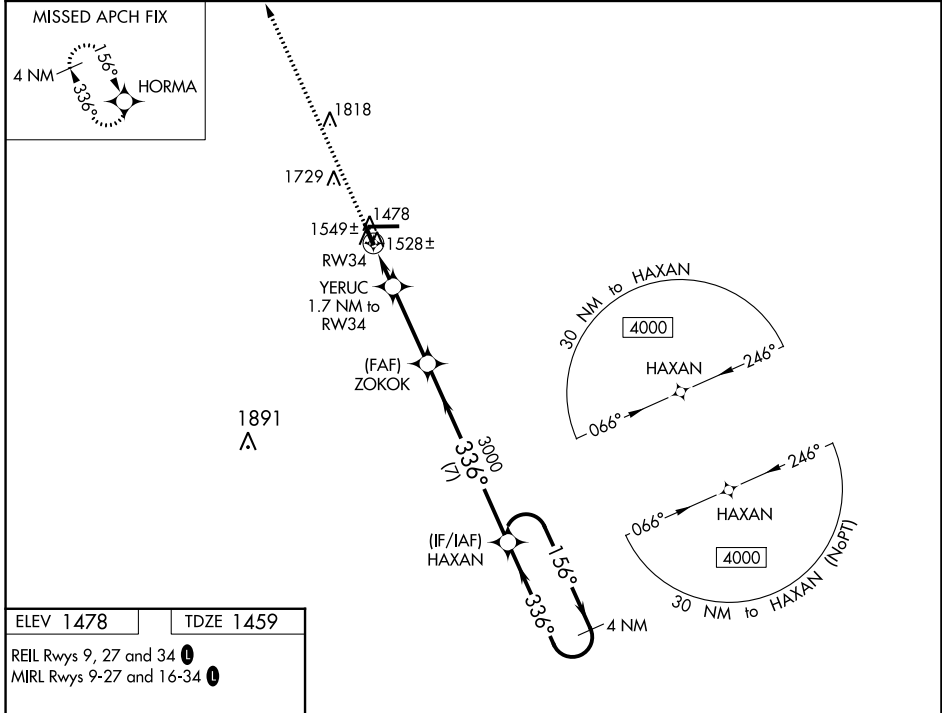 MISSED APCH FIX
4 NM
156°
336°
HORMA
1818
1729
1478
1549±
1528±
RW34
YERUC
1.7 NM to
RW34
(FAF)
ZOKOK
1891
3000
336°
(7)
(IF/IAF)
HAXAN
156°
336°
4 NM
30 NM to HAXAN
4000
HAXAN
246°
066°
246°
066°
HAXAN
4000
30 NM to HAXAN (NoPT)
ELEV 1478
TDZE 1459
REIL Rwys 9, 27 and 34 L
MIRL Rwys 9-27 and 16-34 L